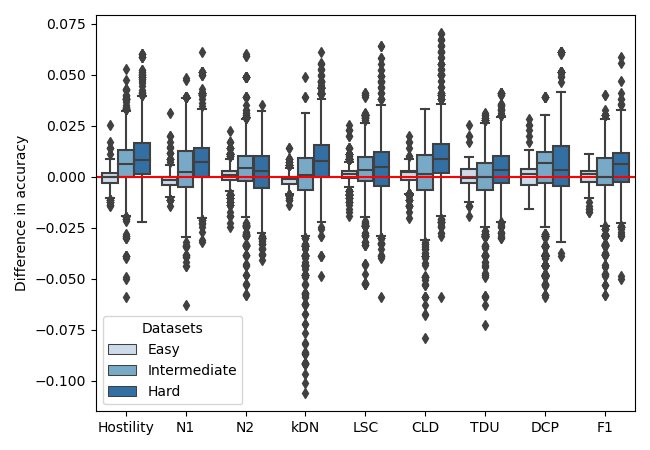 Difference in accuracy
0.075
0.050
0.025
0.000
−0.025
−0.050
−0.075
−0.100
Datasets
Easy
Intermediate
Hard
Hostility N1 N2 kDN LSC CLD TDU DCP F1